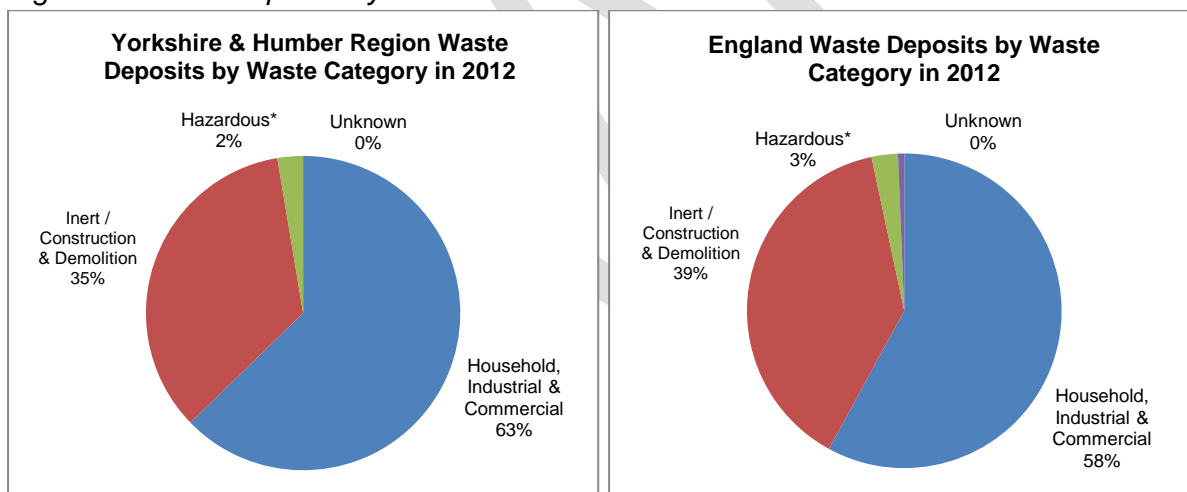 Yorkshire & Humber Region Waste
Deposits by Waste Category in 2012
Hazardous*
2%
Unknown
0%
Inert /
Construction
& Demolition
35%
Household,
Industrial &
Commercial
63%
England Waste Deposits by Waste
Category in 2012
Hazardous*
3%
Unknown
0%
Inert /
Construction
& Demolition
39%
Household,
Industrial &
Commercial
58%